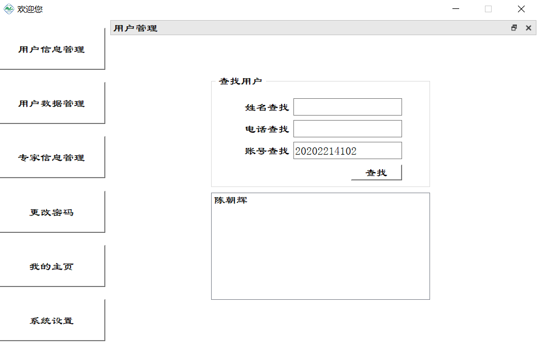 欢迎您
用户管理
用户信息管理
用户数据管理
专家信息管理
更改密码
我的主页
系统设置
查找用户
姓名查找
电话查找
账号查找 20202214102
查找
陈朝辉